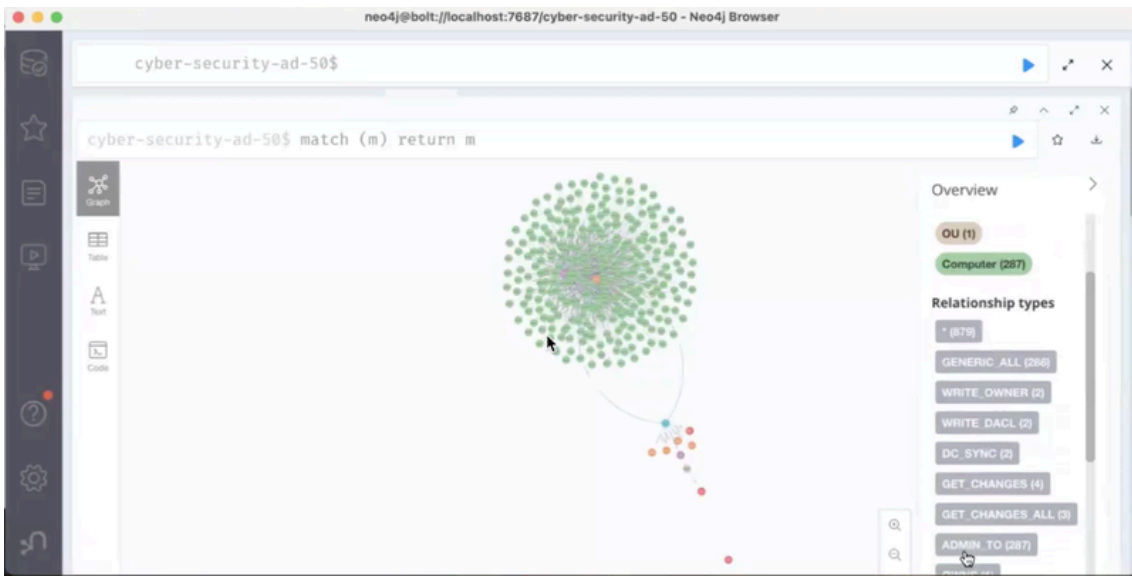 neo4j@bolt://localhost:7687/cyber-security-ad-50 - Neo4j Browser
cyber-security-ad-50$
cyber-security-ad-50$ match (m) return m
Graph
Table
Text
Code
Overview
OU (1)
Computer (287)
Relationship types
* (879)
GENERIC_ALL (286)
WRITE_OWNER (2)
WRITE_DACL (2)
DC_SYNC (2)
GET_CHANGES (4)
GET_CHANGES_ALL (3)
ADMIN_TO (287)